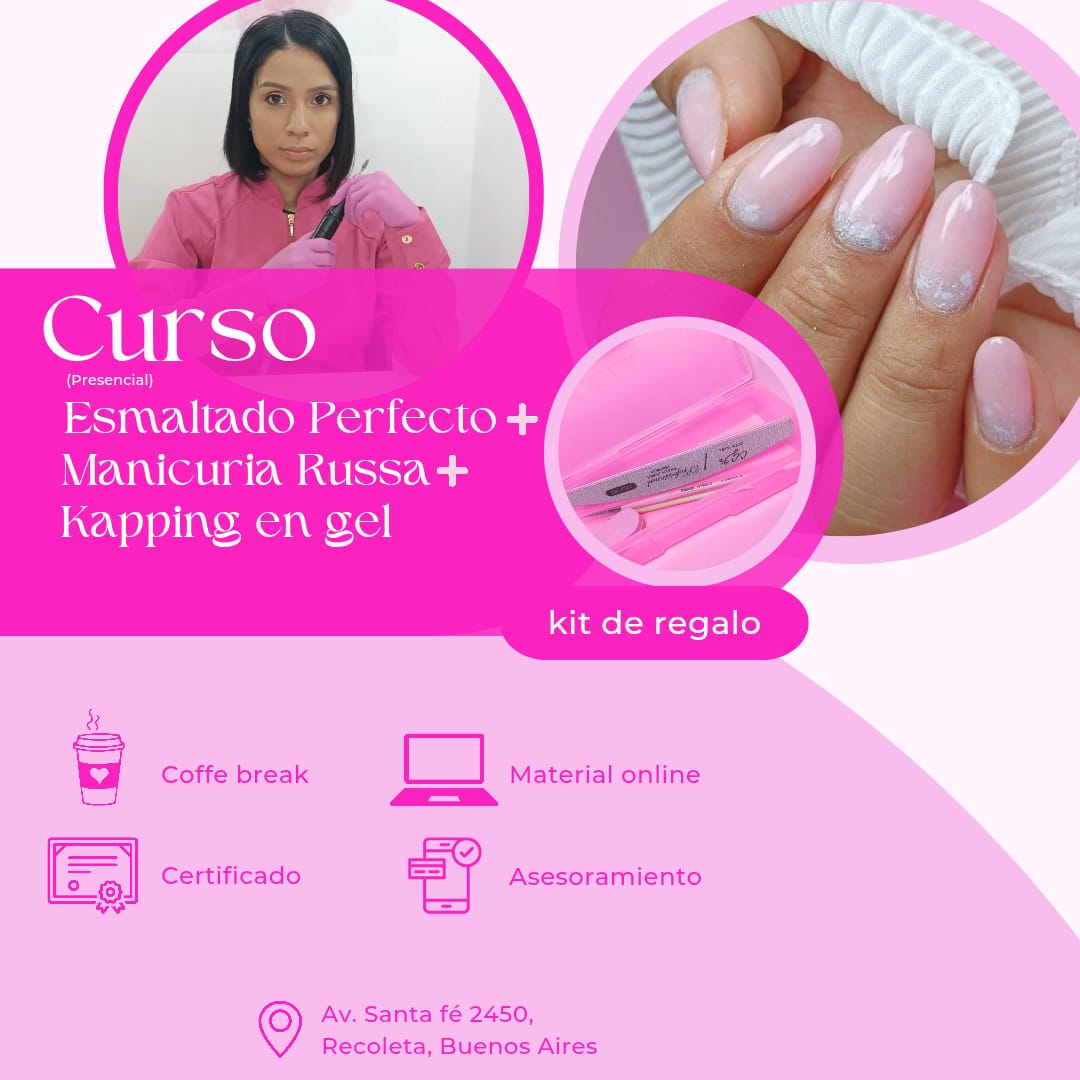 Curso
(Presencial)
Esmaltado Perfecto+
Manicuria Russa+
Kapping en gel
Professional
kit de regalo
Coffe break
Material online
Certificado
Asesoramiento
Av. Santa fé 2450,
Recoleta, Buenos Aires